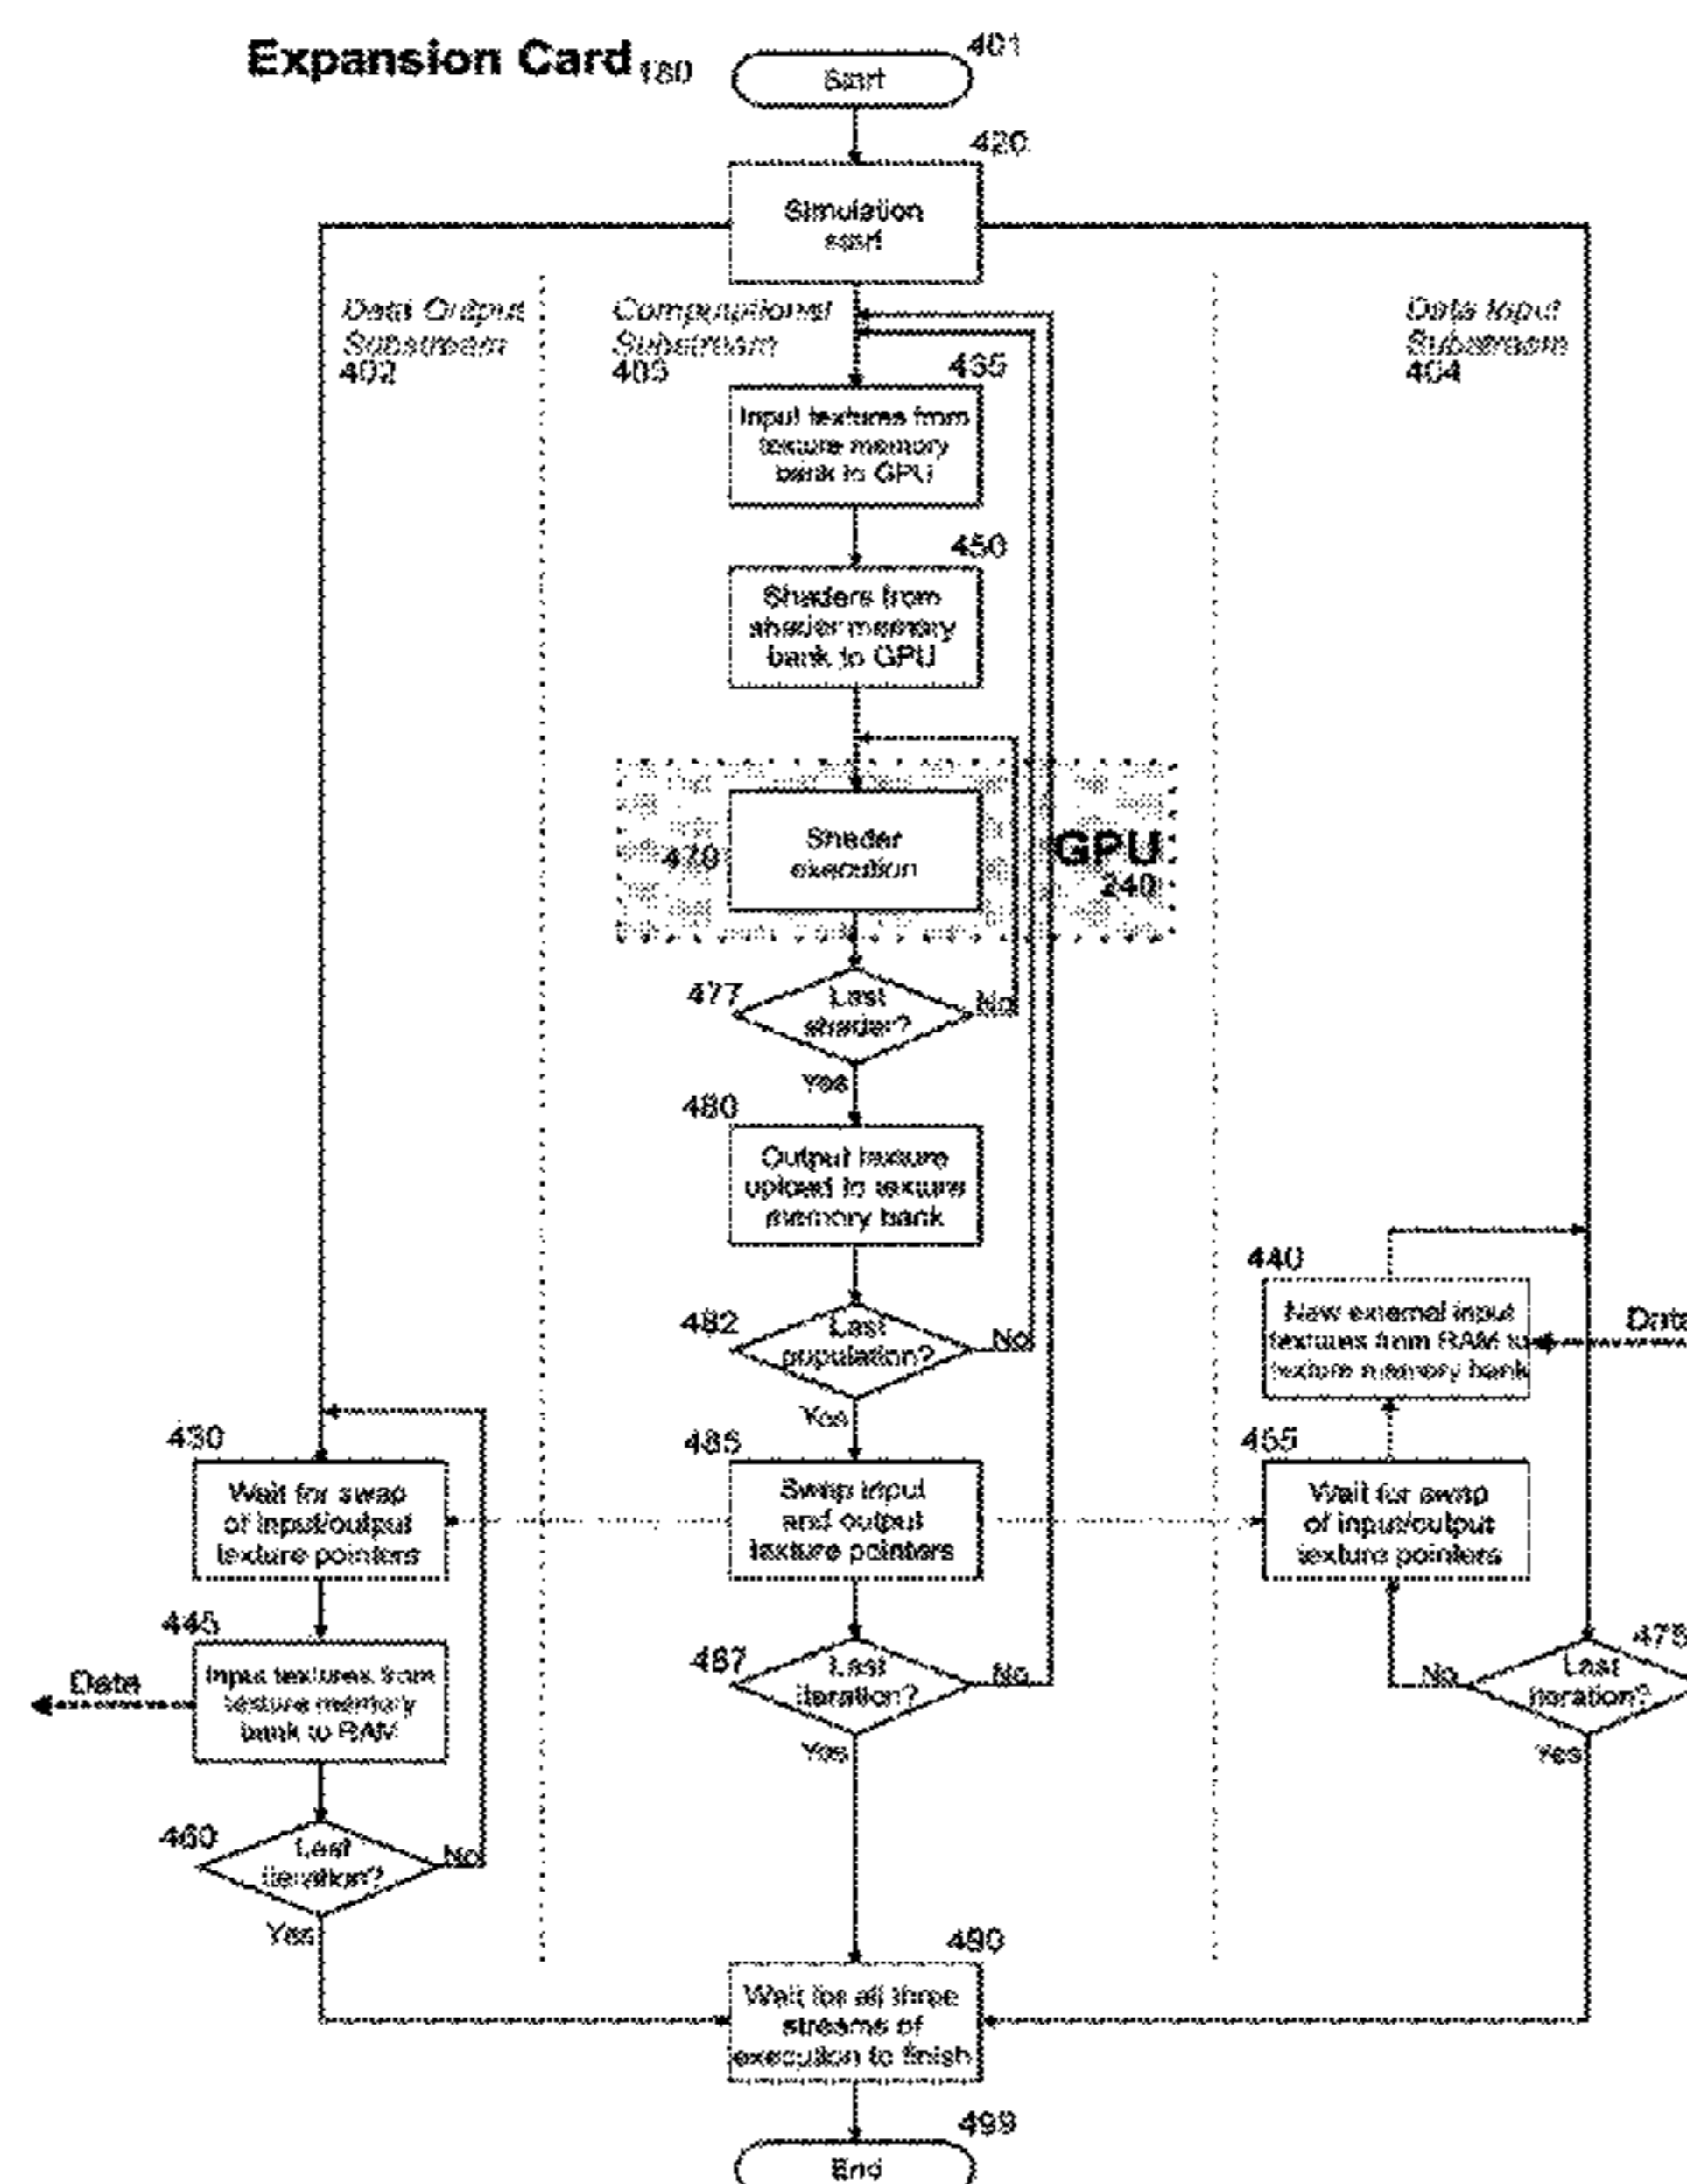 Expansion Card 180
401
Start
420
Simulation
start
Data Output
Substream
402
Computational
Substream
403
Data Input
Substream
404
435
Input textures from
texture memory
bank to GPU
450
Shaders from
shader memory
bank to GPU
470
Shader
execution
GPU
240
477
Last
shader?
No
Yes
480
Output texture
upload to texture
memory bank
482
Last
population?
No
Yes
440
New external input
textures from RAM to
texture memory bank
Data
430
Wait for swap
of input/output
texture pointers
485
Swap input
and output
texture pointers
455
Wait for swap
of input/output
texture pointers
445
Input textures from
texture memory
bank to RAM
Data
487
Last
iteration?
No
Yes
475
Last
iteration?
No
Yes
460
Last
iteration?
No
Yes
490
Wait for all three
streams of
execution to finish
499
End